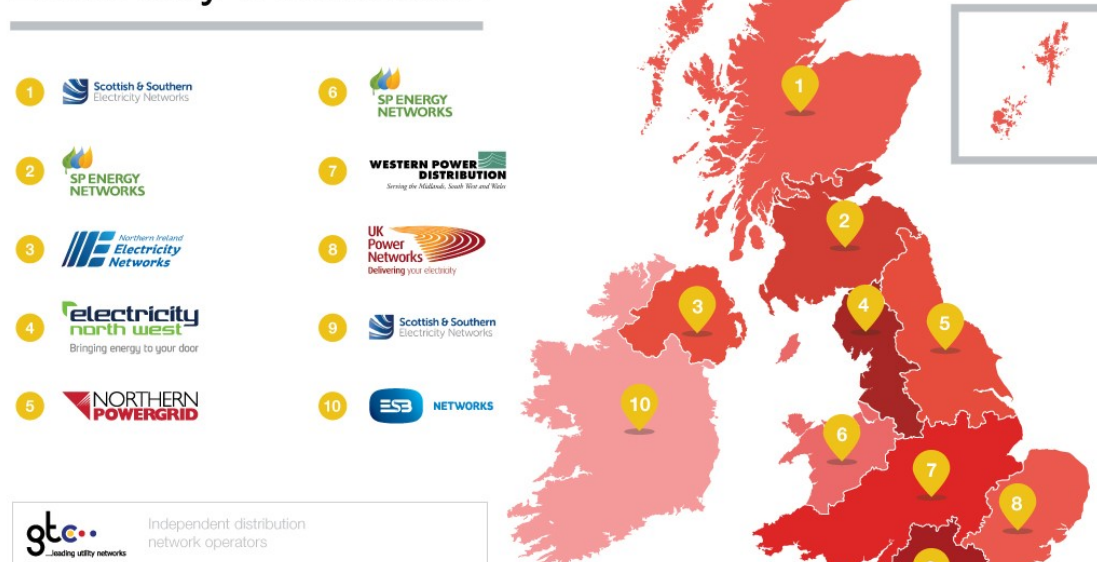 1
Scottish & Southern
Electricity Networks
2
SP ENERGY
NETWORKS
3
Northern Ireland
Electricity
Networks
4
electricity
north west
Bringing energy to your door
5
NORTHERN
POWERGRID
6
SP ENERGY
NETWORKS
7
WESTERN POWER
DISTRIBUTION
Serving the Midlands, South West and Wales
8
UK
Power
Networks
Delivering your electricity
9
Scottish & Southern
Electricity Networks
10
ESB NETWORKS
gtc
...leading utility networks
Independent distribution
network operators
1
2
3
4
5
10
6
7
8